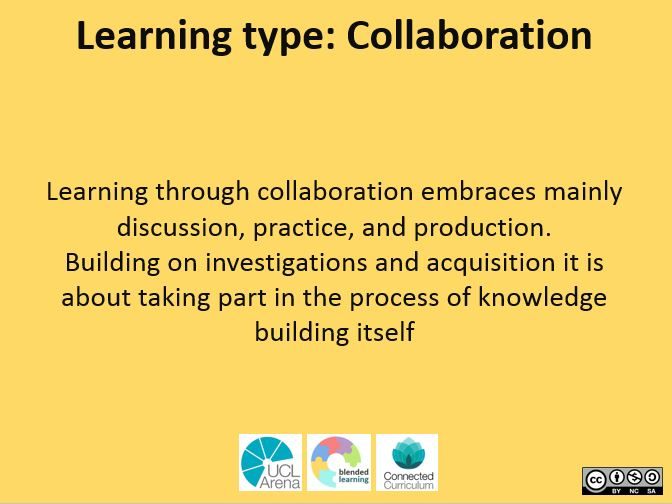 Learning type: Collaboration
Learning through collaboration embraces mainly
discussion, practice, and production.
Building on investigations and acquisition it is
about taking part in the process of knowledge
building itself
UCL
Arena
blended
learning
Connected
Curriculum
cc
BY NC SA